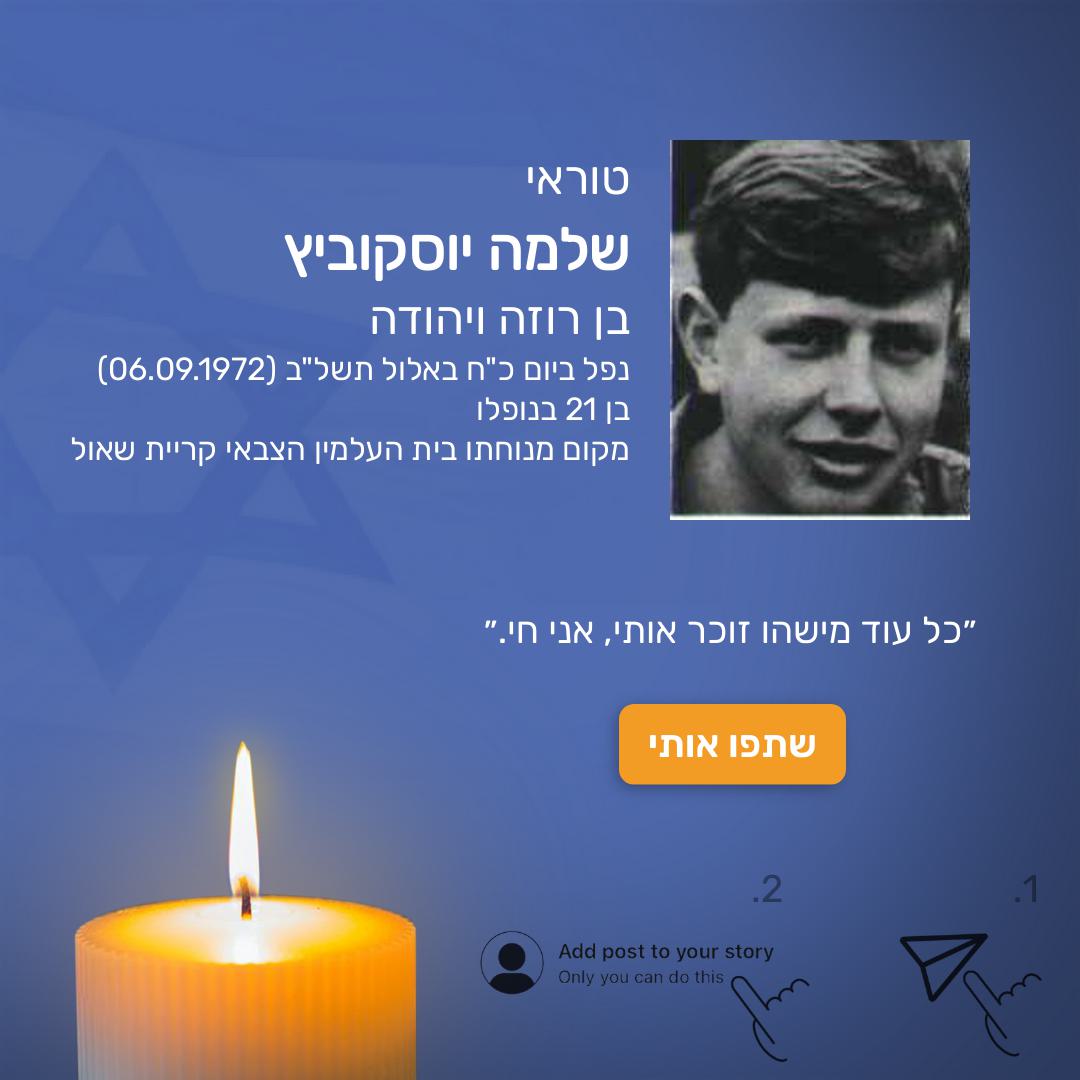 טוראי
שלמה יוסקוביץ
בן רוזה ויהודה
נפל ביום כ"ח באלול תשל"ב (06.09.1972)
בן 21 בנופלו
מקום מנוחתו בית העלמין הצבאי קריית שאול
״כל עוד מישהו זוכר אותי, אני חי.״
שתפו אותי
.1
.2
Add post to your story
Only you can do this